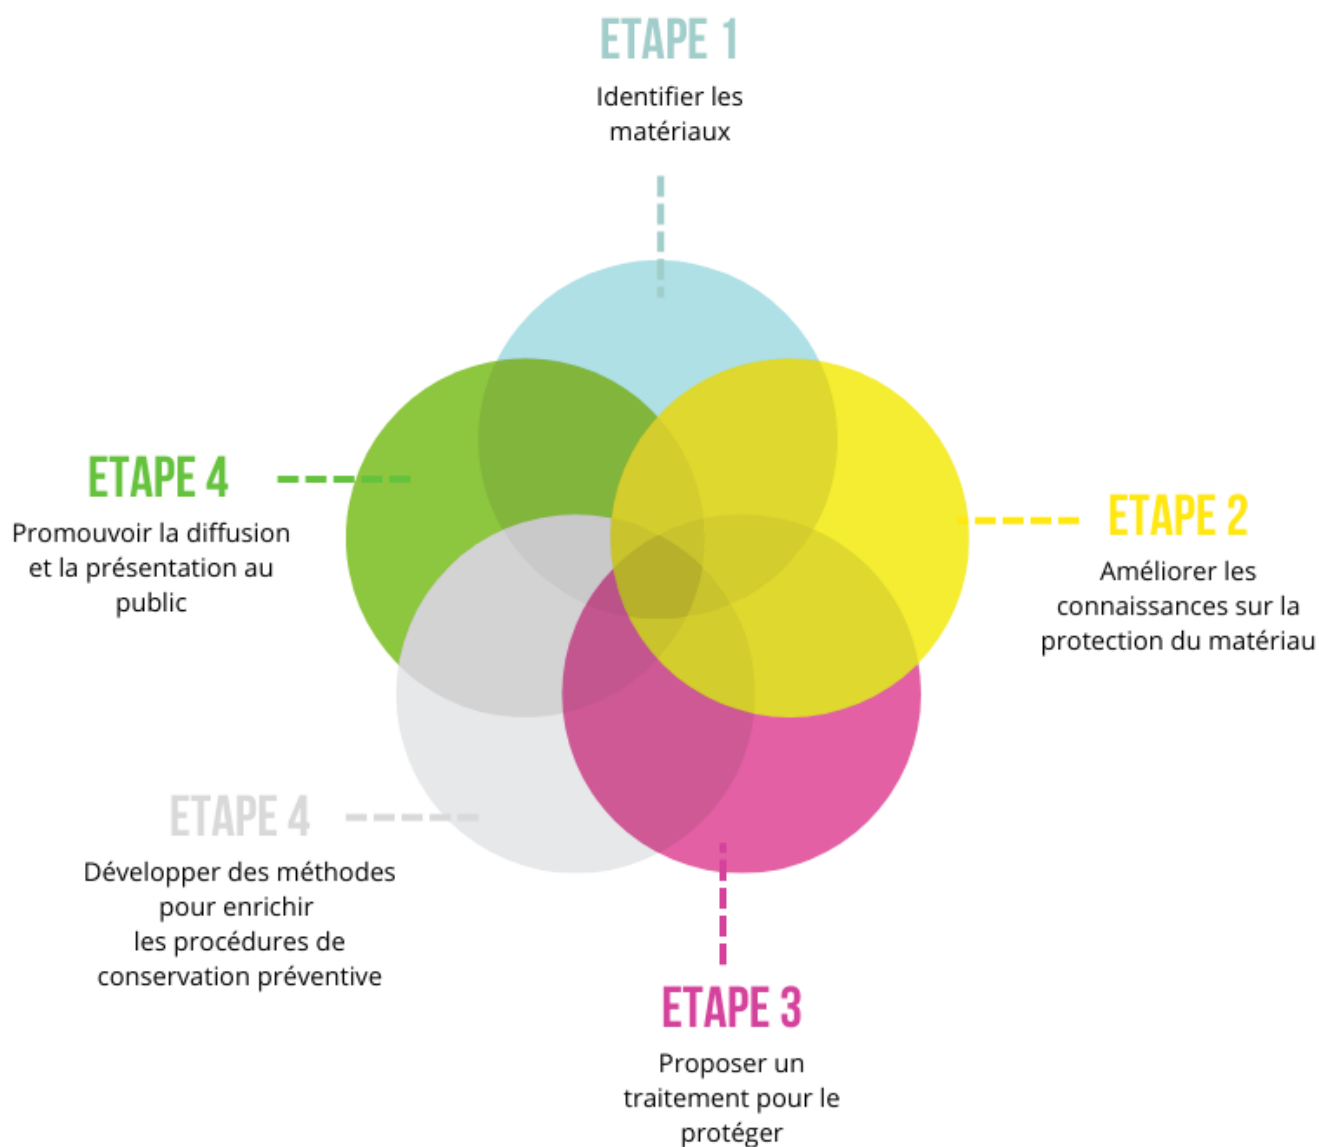 ETAPE 1
Identifier les
matériaux
ETAPE 2
Améliorer les
connaissances sur la
protection du matériau
ETAPE 3
Proposer un
traitement pour le
protéger
ETAPE 4
Développer des méthodes
pour enrichir
les procédures de
conservation préventive
ETAPE 4
Promouvoir la diffusion
et la présentation au
public